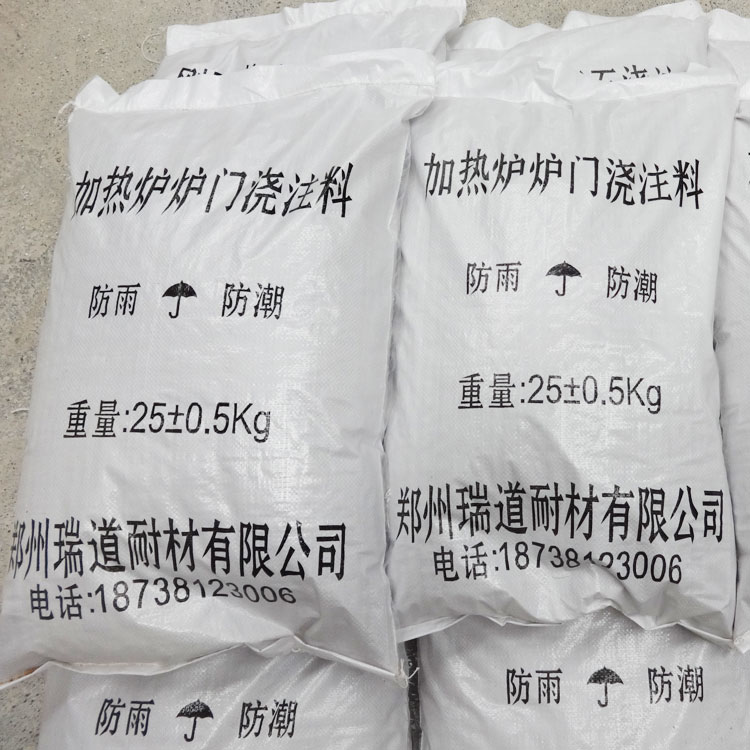 加热炉炉门浇注料
防雨 防潮
重量:25±0.5Kg
郑州瑞道耐材有限公司
电话:18738123006
加热炉炉门浇注料
防雨 防潮
重量:25±0.5Kg
郑州瑞道耐材有限公司
电话:18738123006
防雨 防潮
防雨 防潮